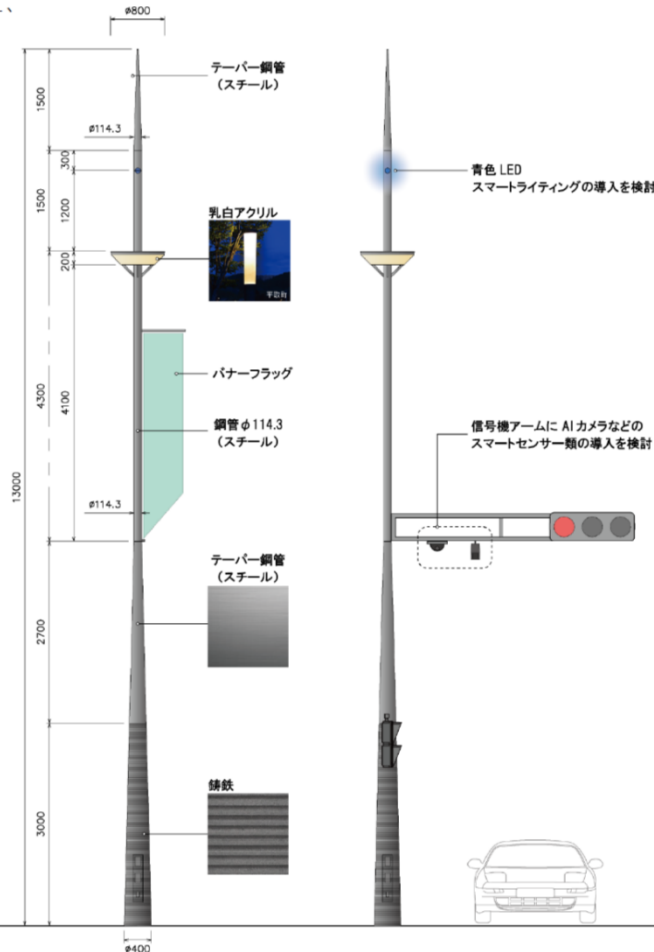 ø800
テーパー鋼管
(スチール)
1500
ø114.3
300
1500
1200
青色 LED
スマートライティングの導入を検討
乳白アクリル
200
バナーフラッグ
4300
4100
鋼管φ114.3
(スチール)
信号機アームに AI カメラなどの
スマートセンサー類の導入を検討
13000
ø114.3
テーパー鋼管
(スチール)
2700
鋳鉄
3000
ø400